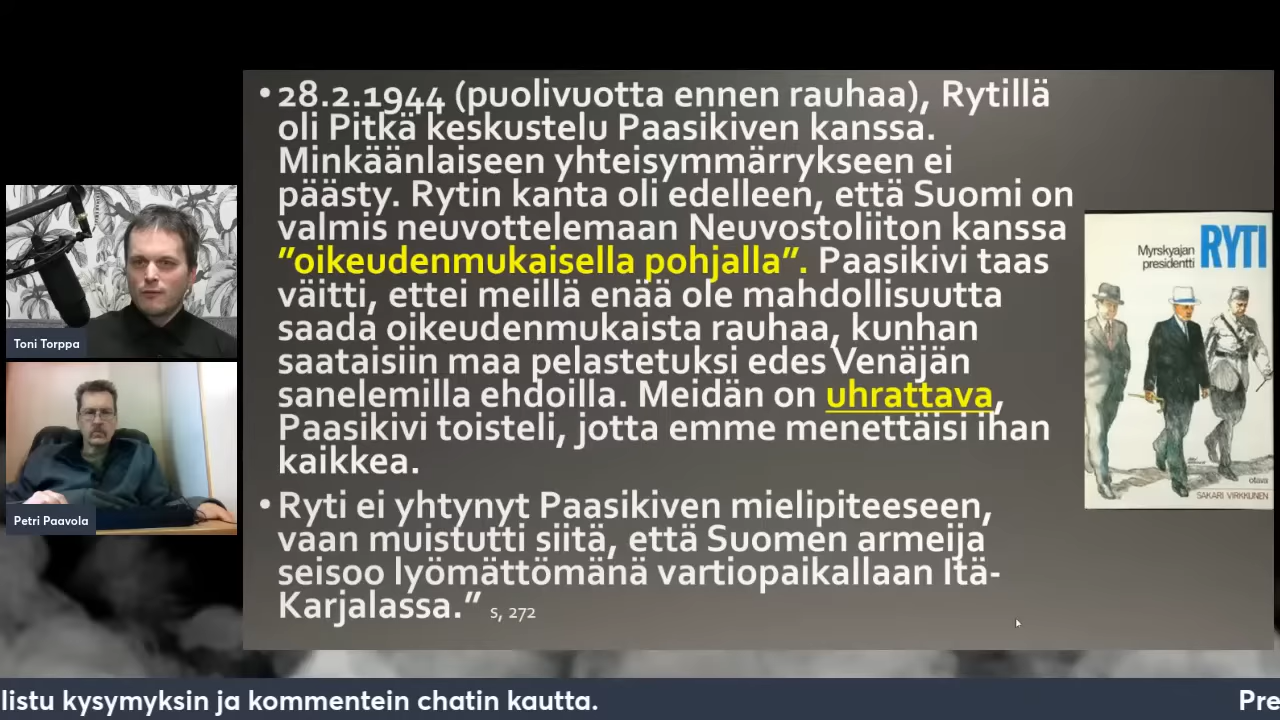 • 28.2.1944 (puolivuotta ennen rauhaa), Rytillä
oli Pitkä keskustelu Paasikiven kanssa.
Minkäänlaiseen yhteisymmärrykseen ei
päästy. Rytin kanta oli edelleen, että Suomi on
valmis neuvottelemaan Neuvostoliiton kanssa
”oikeudenmukaisella pohjalla”. Paasikivi taas
väitti, ettei meillä enää ole mahdollisuutta
saada oikeudenmukaista rauhaa, kunhan
saataisiin maa pelastetuksi edes Venäjän
sanelemilla ehdoilla. Meidän on uhrattava,
Paasikivi toisteli, jotta emme menettäisi ihan
kaikkea.
• Ryti ei yhtynyt Paasikiven mielipiteeseen,
vaan muistutti siitä, että Suomen armeija
seisoo lyömättömänä vartiopaikallaan Itä-
Karjalassa.” s, 272
Myrskyajan
presidentti
RYTI
otava
SAKARI VIRKKUNEN
Toni Torppa
Petri Paavola
listu kysymyksin ja kommentein chatin kautta.
Pre